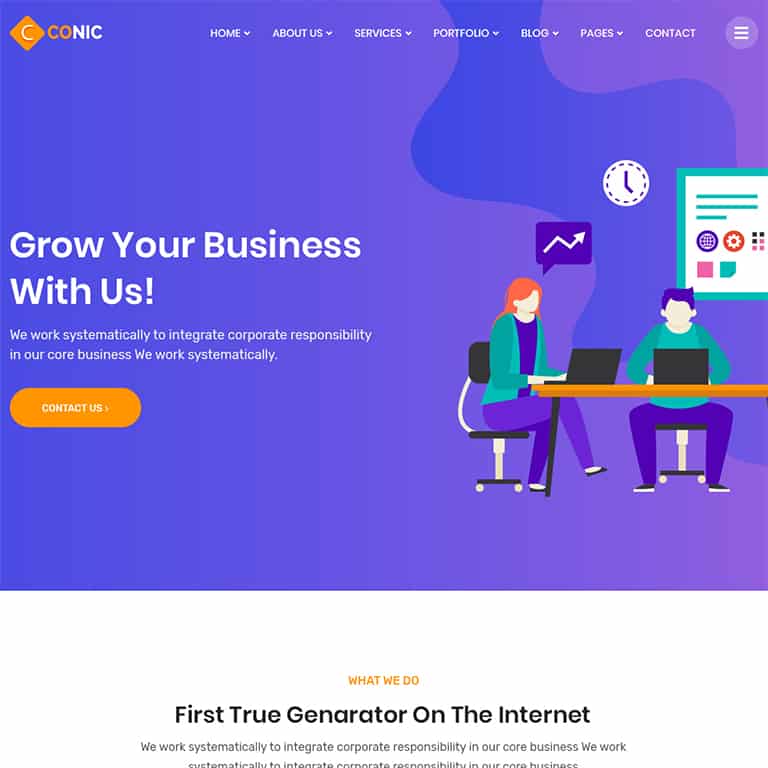 C CONIC
HOME
ABOUT US
SERVICES
PORTFOLIO
BLOG
PAGES
CONTACT
Grow Your Business
With Us!
We work systematically to integrate corporate responsibility
in our core business We work systematically.
CONTACT US ›
WHAT WE DO
First True Genarator On The Internet
We work systematically to integrate corporate responsibility in our core business We work
systematically to integrate corporate responsibility in our core business